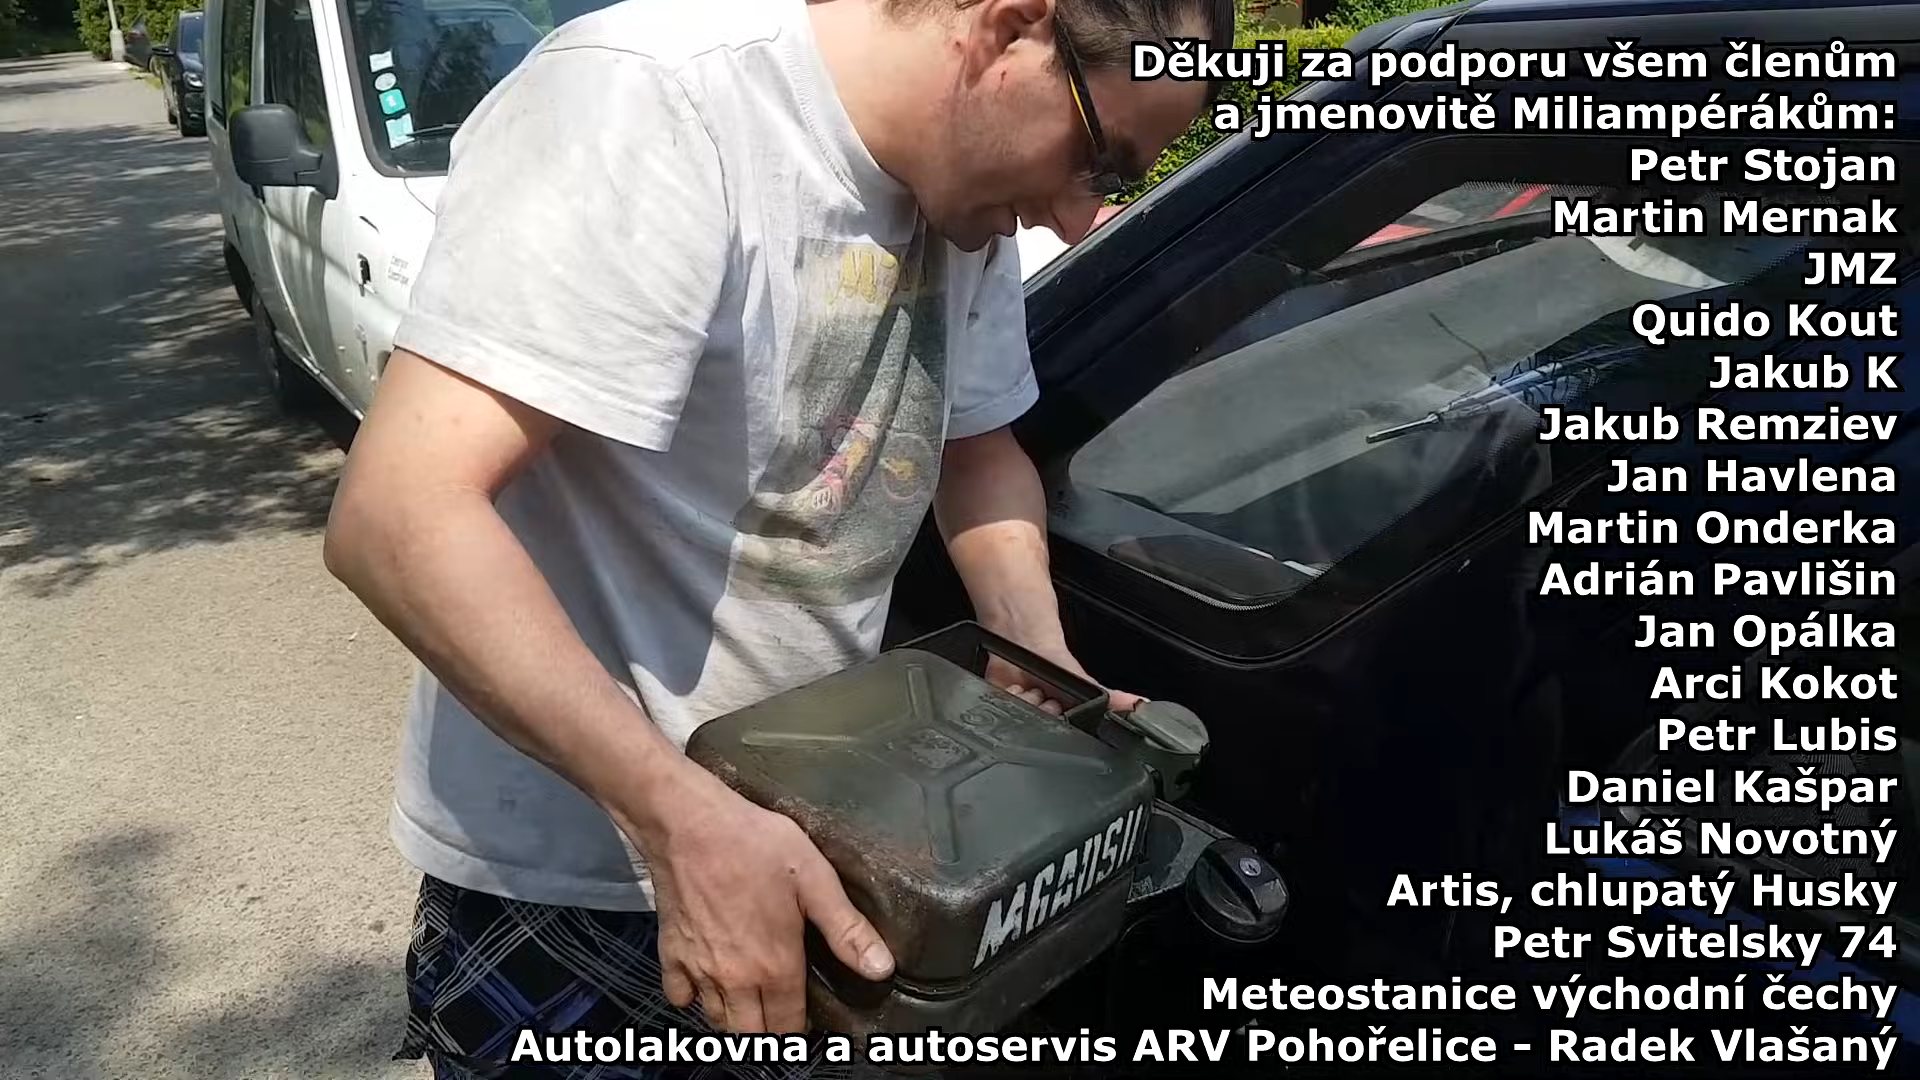 Děkuji za podporu všem členům
a jmenovitě Miliampérákům:
Petr Stojan
Martin Mernak
JMZ
Quido Kout
Jakub K
Jakub Remziev
Jan Havlena
Martin Onderka
Adrián Pavlišin
Jan Opálka
Arci Kokot
Petr Lubis
Daniel Kašpar
Lukáš Novotný
Artis, chlupatý Husky
Petr Svitelsky 74
Meteostanice východní čechy
Autolakovna a autoservis ARV Pohořelice - Radek Vlašaný